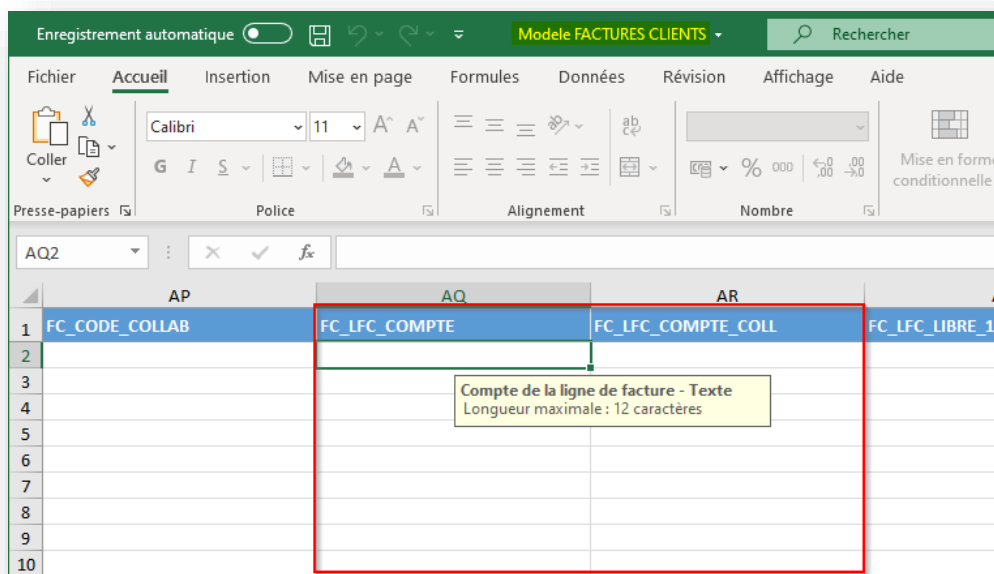 Enregistrement automatique Modele FACTURES CLIENTS Rechercher
Fichier Accueil Insertion Mise en page Formules Données Révision Affichage Aide
Calibri 11 A A ab
Coller G I S A % 000 ,00 Mise en forme
conditionnelle
Presse-papiers Police Alignement Nombre
AQ2 fx
AP AQ AR
1 FC_CODE_COLLAB FC_LFC_COMPTE FC_LFC_COMPTE_COLL FC_LFC_LIBRE_1
2
3
Compte de la ligne de facture - Texte
4
Longueur maximale : 12 caractères
5
6
7
8
9
10